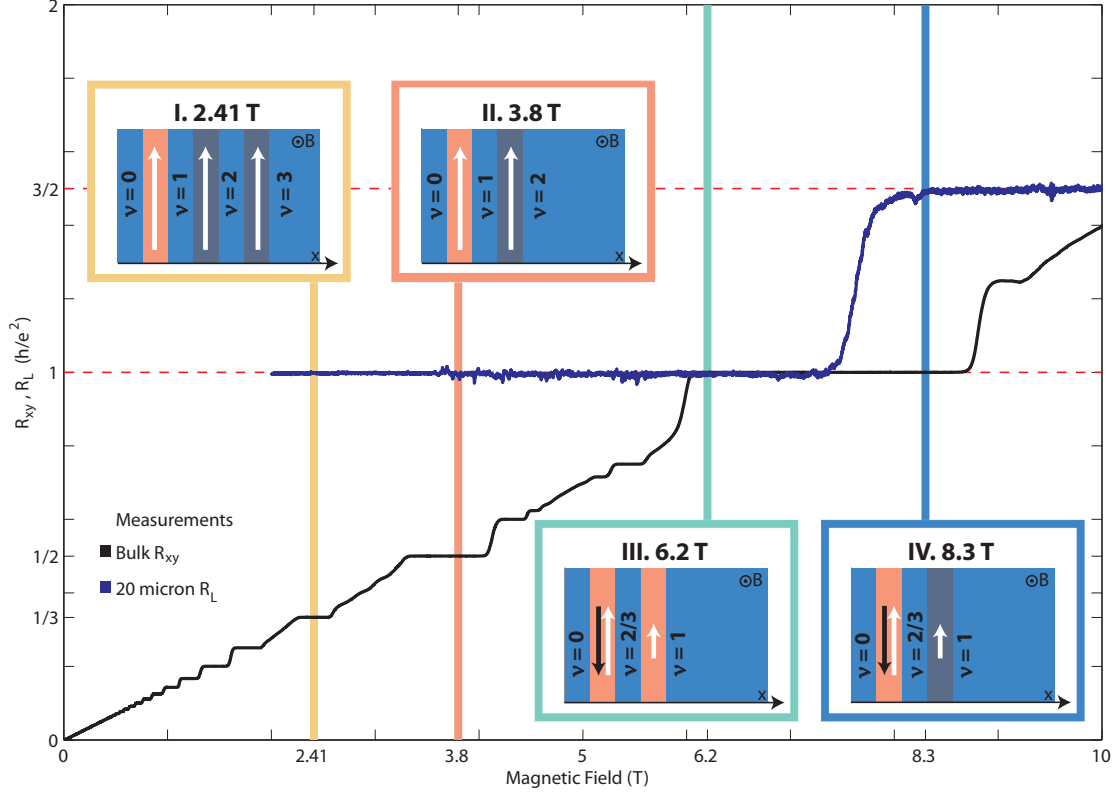 2
3/2
1
1/2
1/3
0
R_xy , R_L (h/e²)
I. 2.41 T
⊙B
ν = 0
ν = 1
ν = 2
ν = 3
x
II. 3.8 T
⊙B
ν = 0
ν = 1
ν = 2
x
Measurements
Bulk R_xy
20 micron R_L
III. 6.2 T
⊙B
ν = 0
ν = 2/3
ν = 1
x
IV. 8.3 T
⊙B
ν = 0
ν = 2/3
ν = 1
x
0 2.41 3.8 5 6.2 8.3 10
Magnetic Field (T)